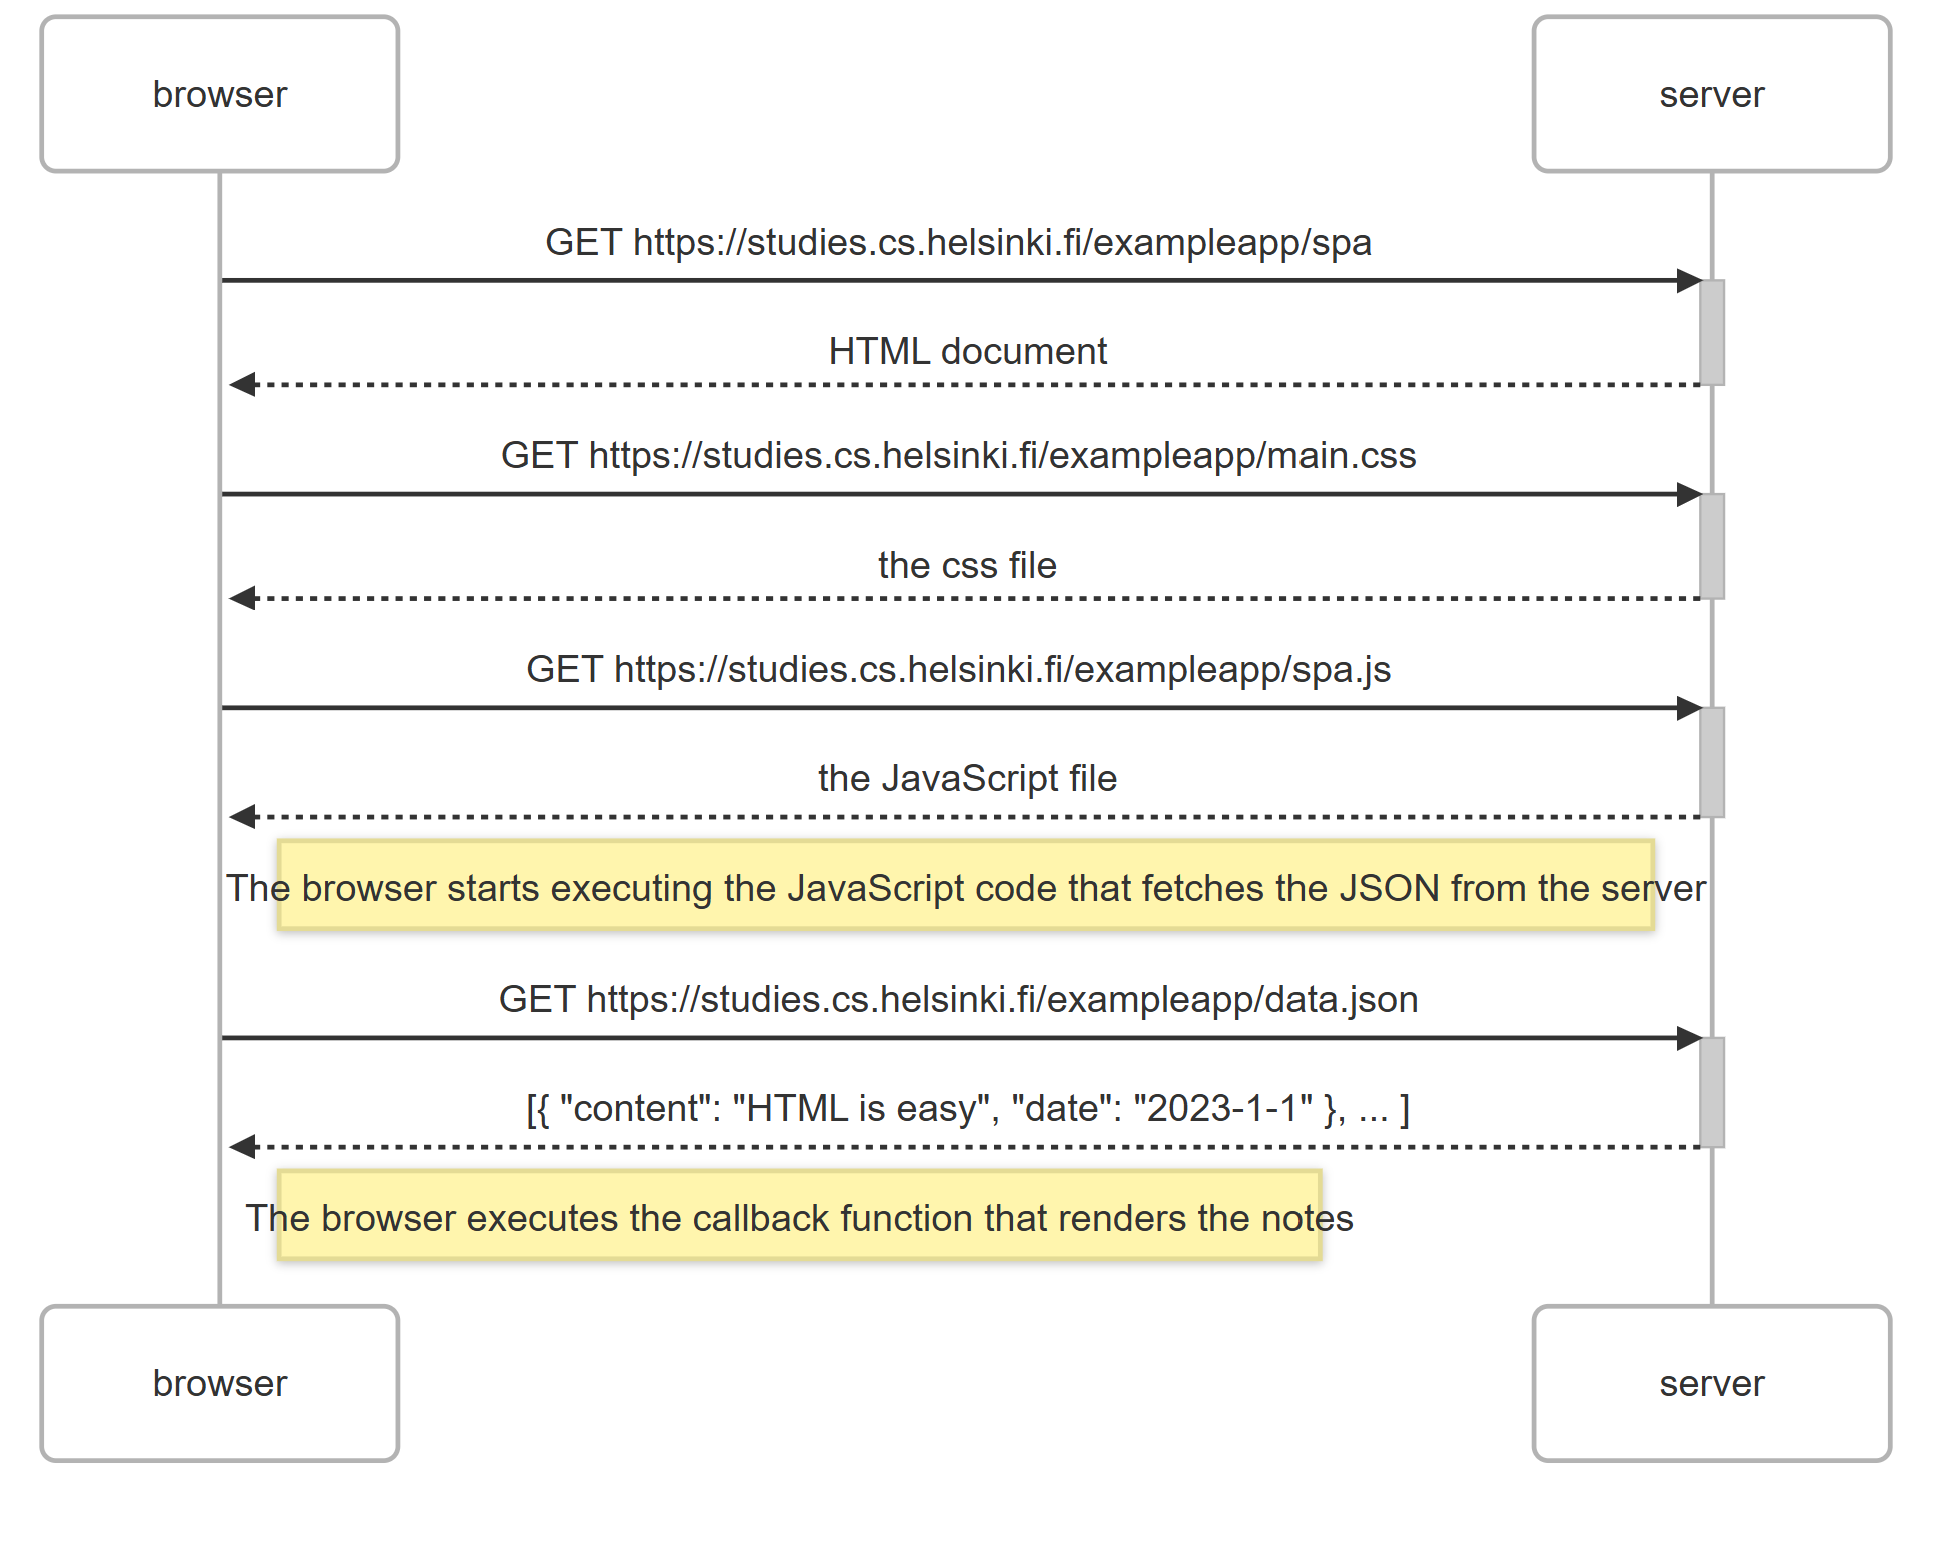 browser
server
GET https://studies.cs.helsinki.fi/exampleapp/spa
HTML document
GET https://studies.cs.helsinki.fi/exampleapp/main.css
the css file
GET https://studies.cs.helsinki.fi/exampleapp/spa.js
the JavaScript file
The browser starts executing the JavaScript code that fetches the JSON from the server
GET https://studies.cs.helsinki.fi/exampleapp/data.json
[{ "content": "HTML is easy", "date": "2023-1-1" }, ... ]
The browser executes the callback function that renders the notes
browser
server